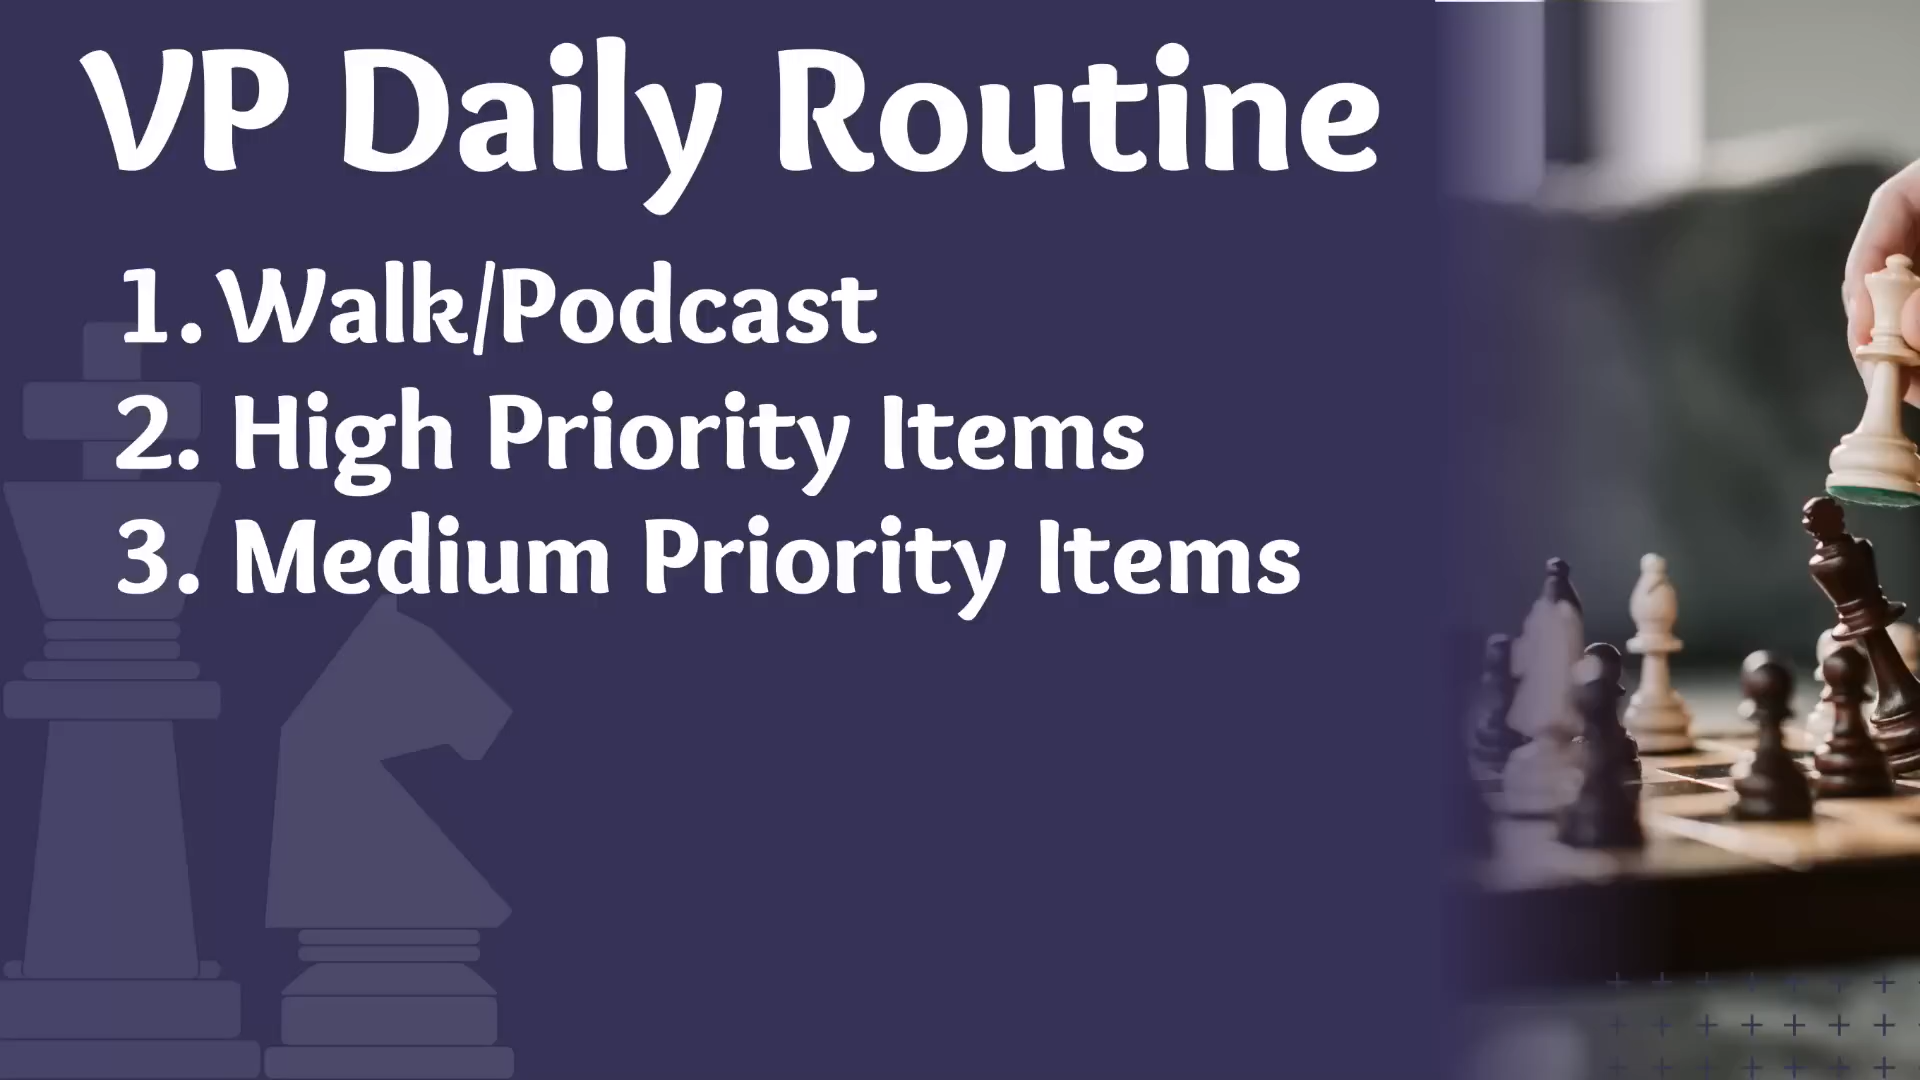 VP Daily Routine
1. Walk/Podcast
2. High Priority Items
3. Medium Priority Items